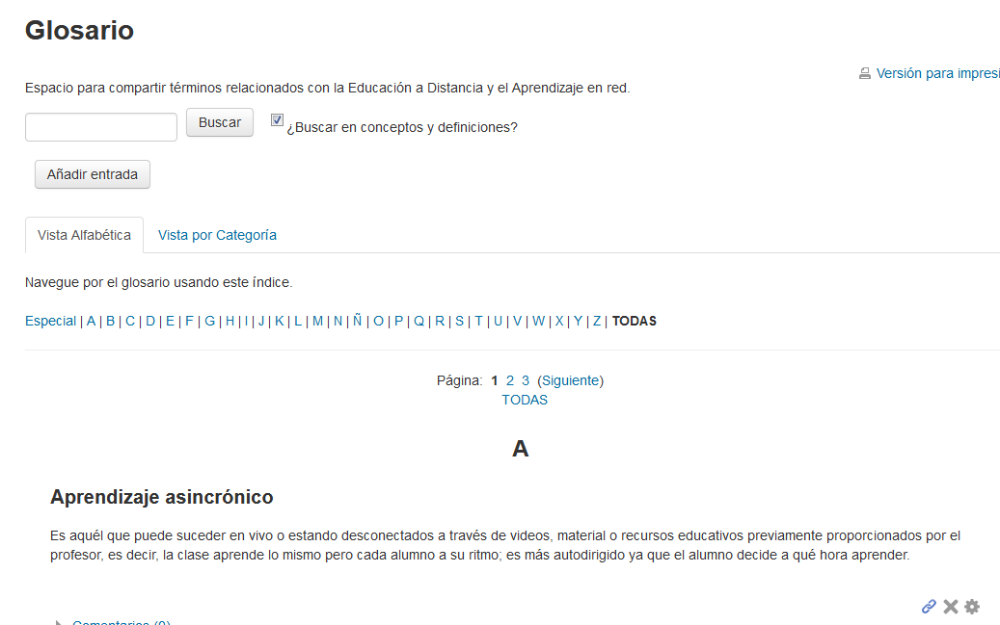 Glosario
Versión para impresi
Espacio para compartir términos relacionados con la Educación a Distancia y el Aprendizaje en red.
Buscar ¿Buscar en conceptos y definiciones?
Añadir entrada
Vista Alfabética Vista por Categoría
Navegue por el glosario usando este índice.
Especial | A | B | C | D | E | F | G | H | I | J | K | L | M | N | Ñ | O | P | Q | R | S | T | U | V | W | X | Y | Z | TODAS
Página: 1 2 3 (Siguiente)
TODAS
A
Aprendizaje asincrónico
Es aquél que puede suceder en vivo o estando desconectados a través de videos, material o recursos educativos previamente proporcionados por el
profesor, es decir, la clase aprende lo mismo pero cada alumno a su ritmo; es más autodirigido ya que el alumno decide a qué hora aprender.
Comentarios (0)